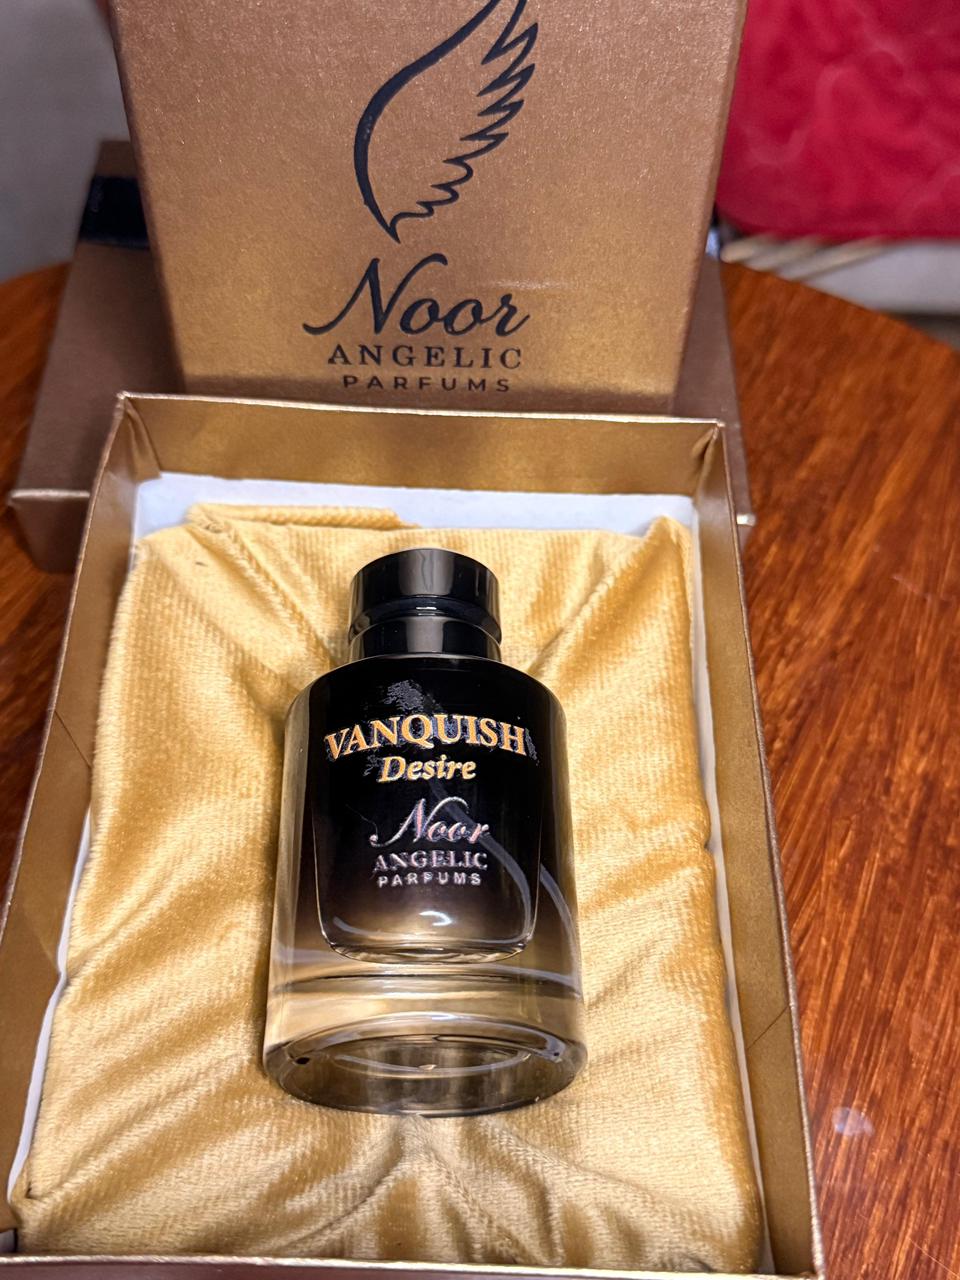 Noor
ANGELIC
PARFUMS
VANQUISH
Desire
Noor
ANGELIC
PARFUMS